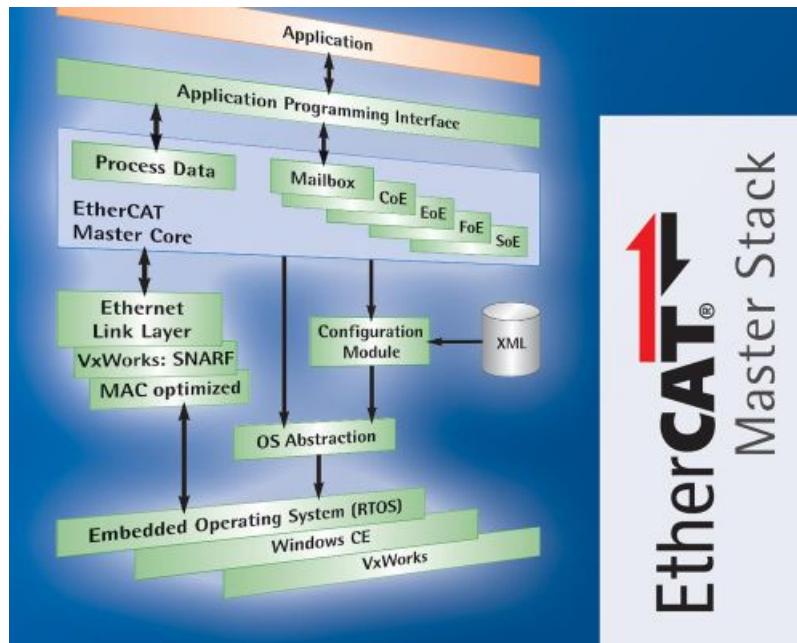 Application
Application Programming Interface
Process Data
Mailbox
CoE
EoE
FoE
SoE
EtherCAT
Master Core
Ethernet
Link Layer
VxWorks: SNARF
MAC optimized
Configuration
Module
XML
OS Abstraction
Embedded Operating System (RTOS)
Windows CE
VxWorks
EtherCAT®
Master Stack